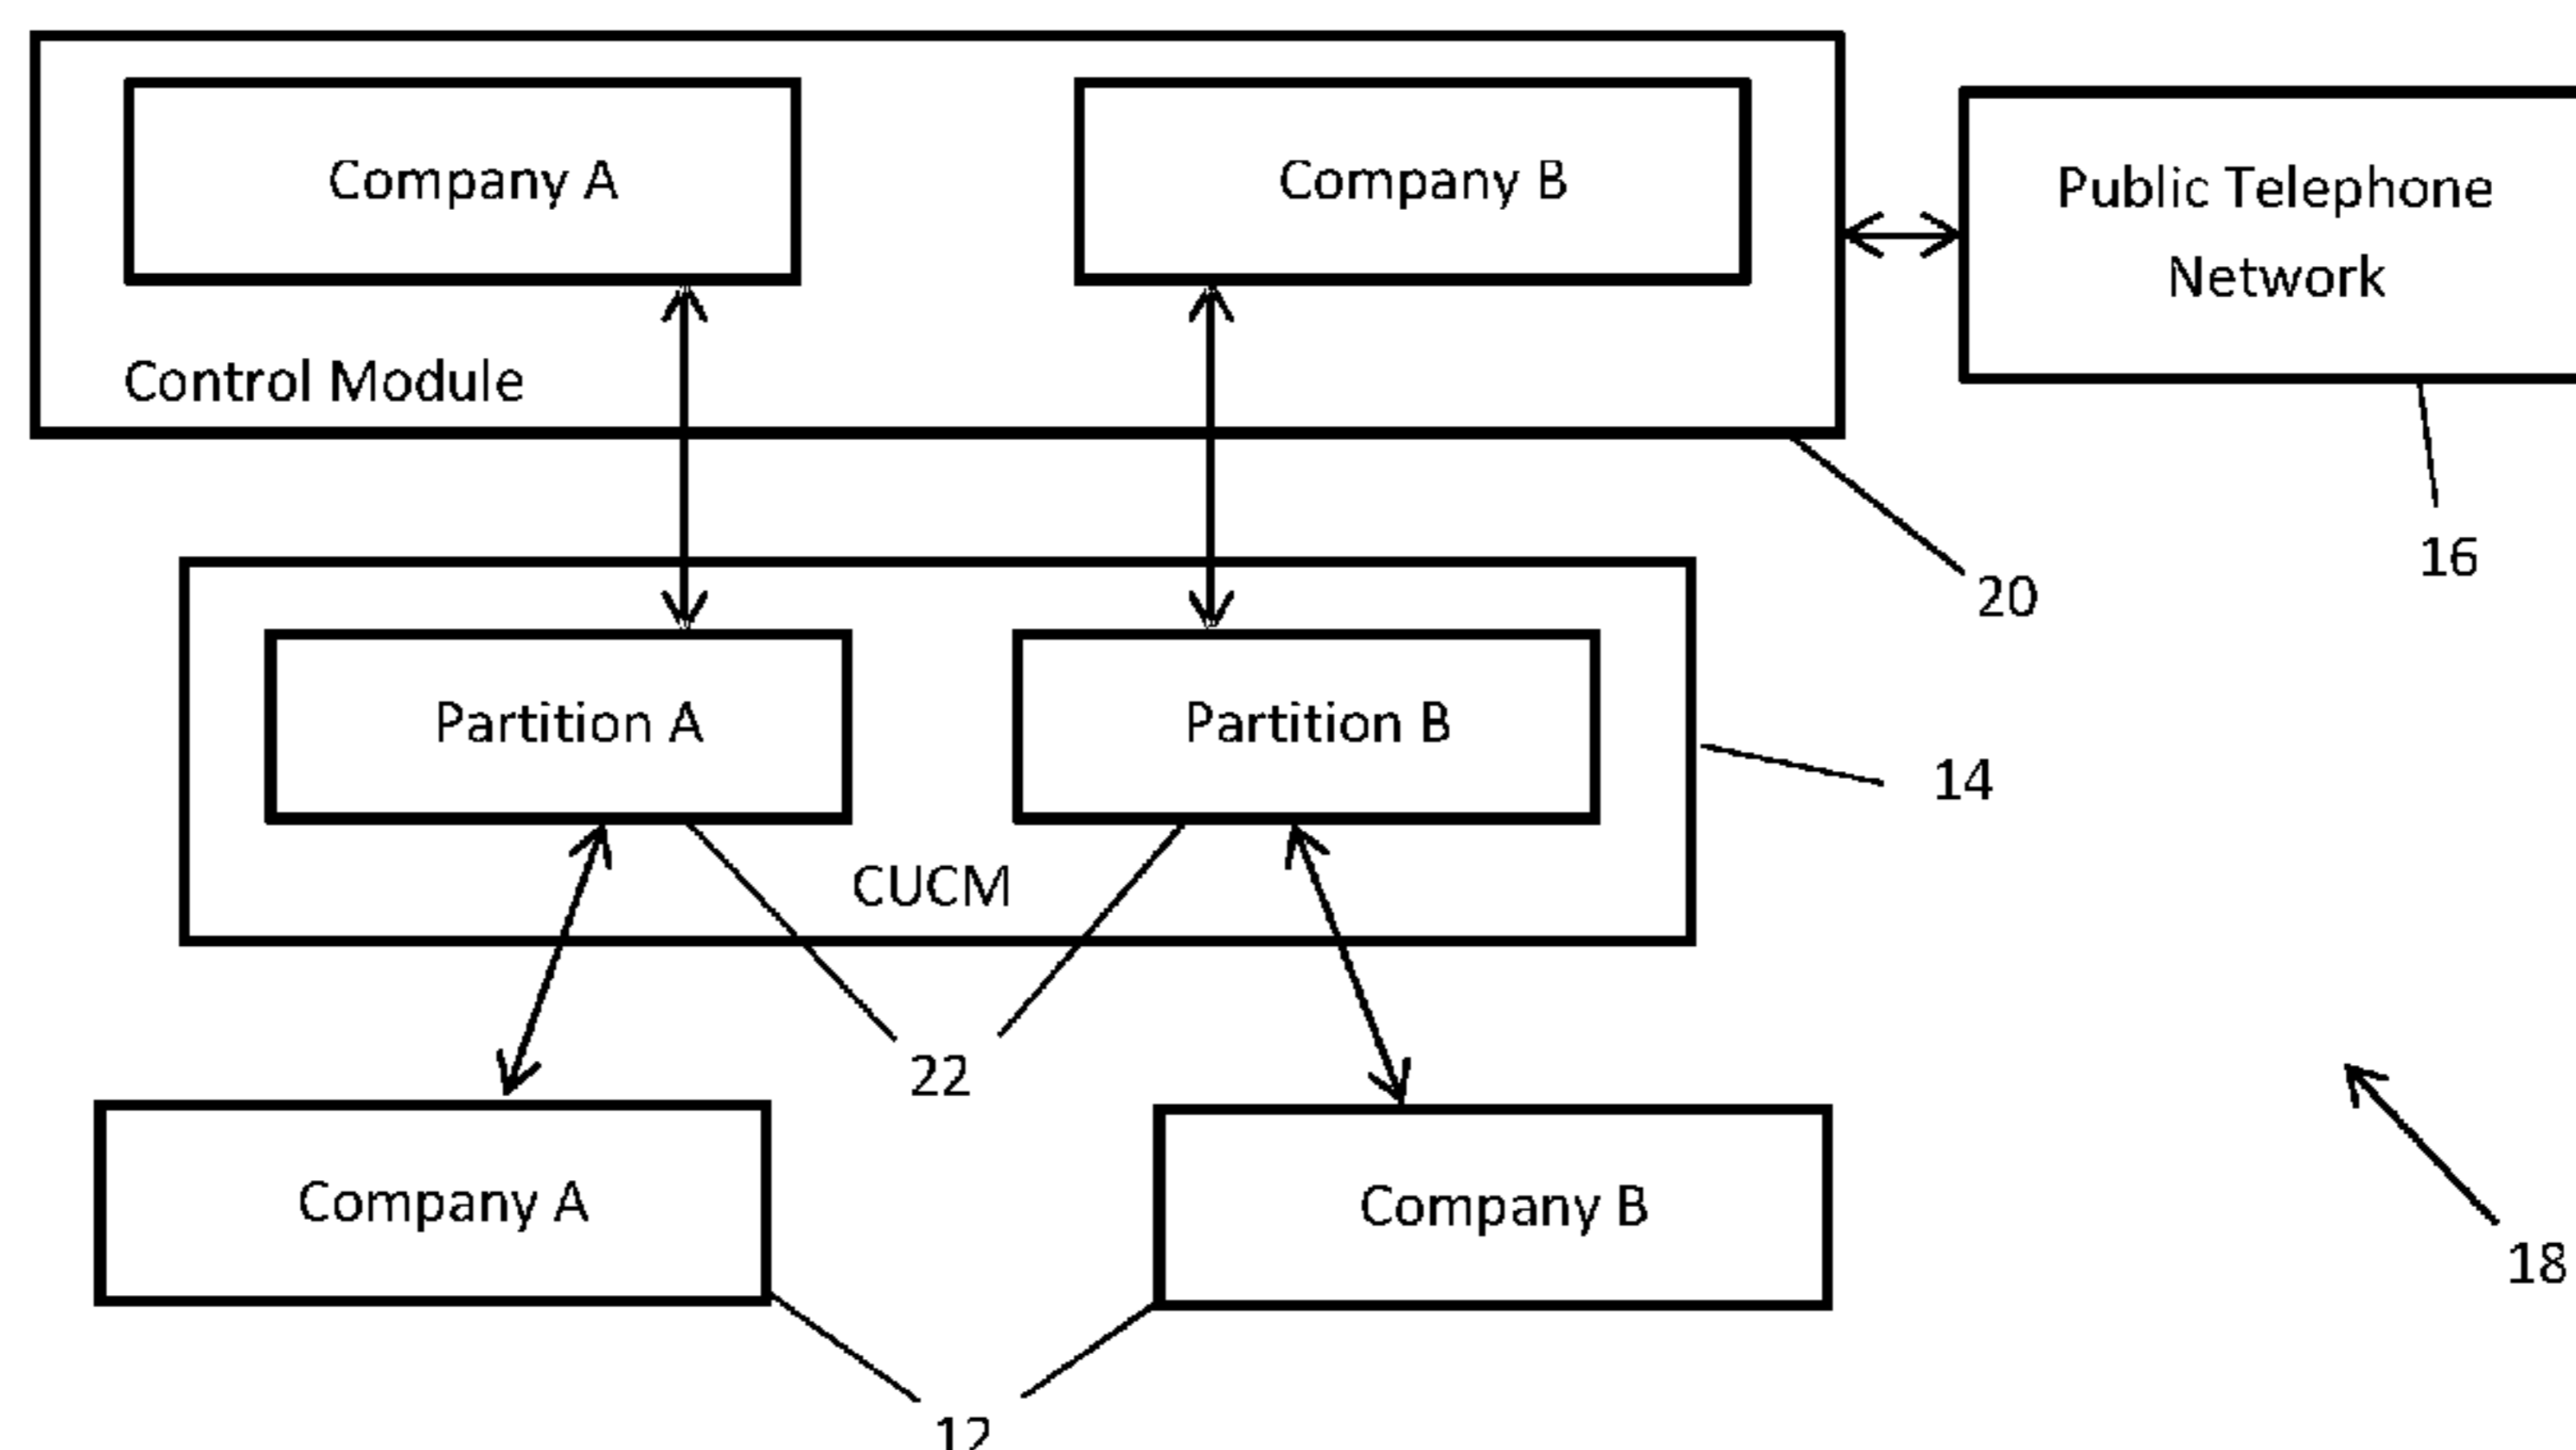 Company A
Company B
Public Telephone
Network
Control Module
16
20
Partition A
Partition B
14
CUCM
22
Company A
Company B
18
12